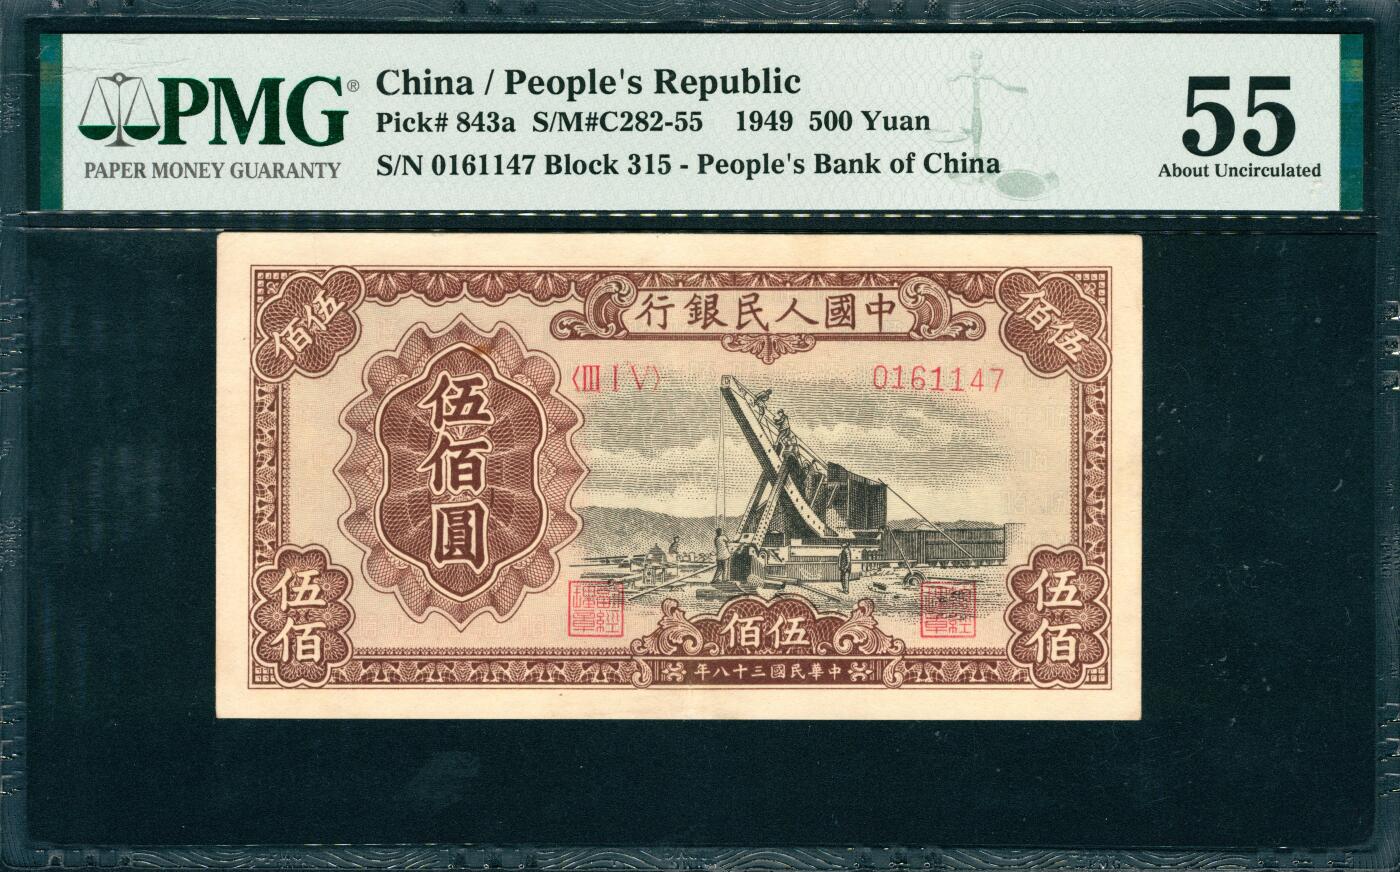 PMG®
PAPER MONEY GUARANTY
China / People's Republic
Pick# 843a S/M#C282-55 1949 500 Yuan
S/N 0161147 Block 315 - People's Bank of China
55
About Uncirculated
行銀民人國中
佰伍
佰伍
〈III I V〉
0161147
伍佰圓
伍佰
伍佰
佰伍
年八十三國民華中